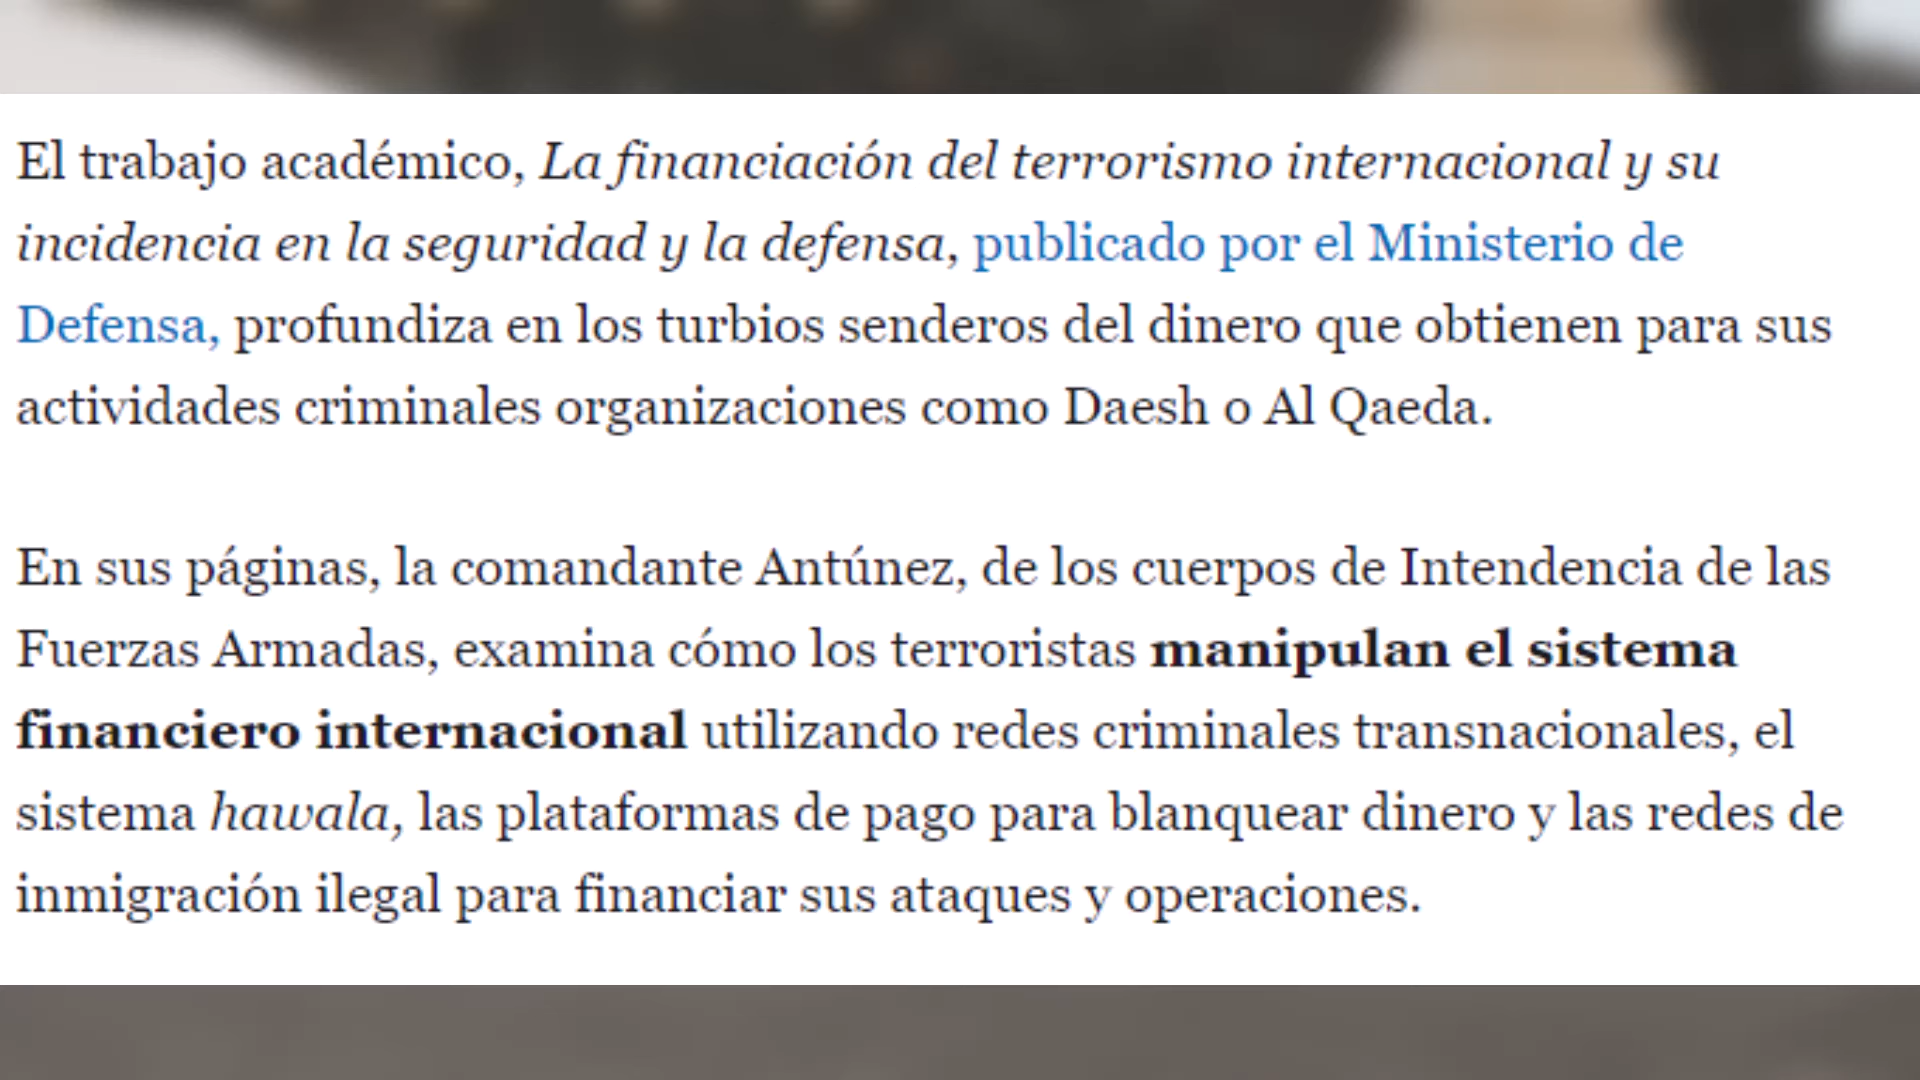 El trabajo académico, La financiación del terrorismo internacional y su
incidencia en la seguridad y la defensa, publicado por el Ministerio de
Defensa, profundiza en los turbios senderos del dinero que obtienen para sus
actividades criminales organizaciones como Daesh o Al Qaeda.
En sus páginas, la comandante Antúnez, de los cuerpos de Intendencia de las
Fuerzas Armadas, examina cómo los terroristas manipulan el sistema
financiero internacional utilizando redes criminales transnacionales, el
sistema hawala, las plataformas de pago para blanquear dinero y las redes de
inmigración ilegal para financiar sus ataques y operaciones.